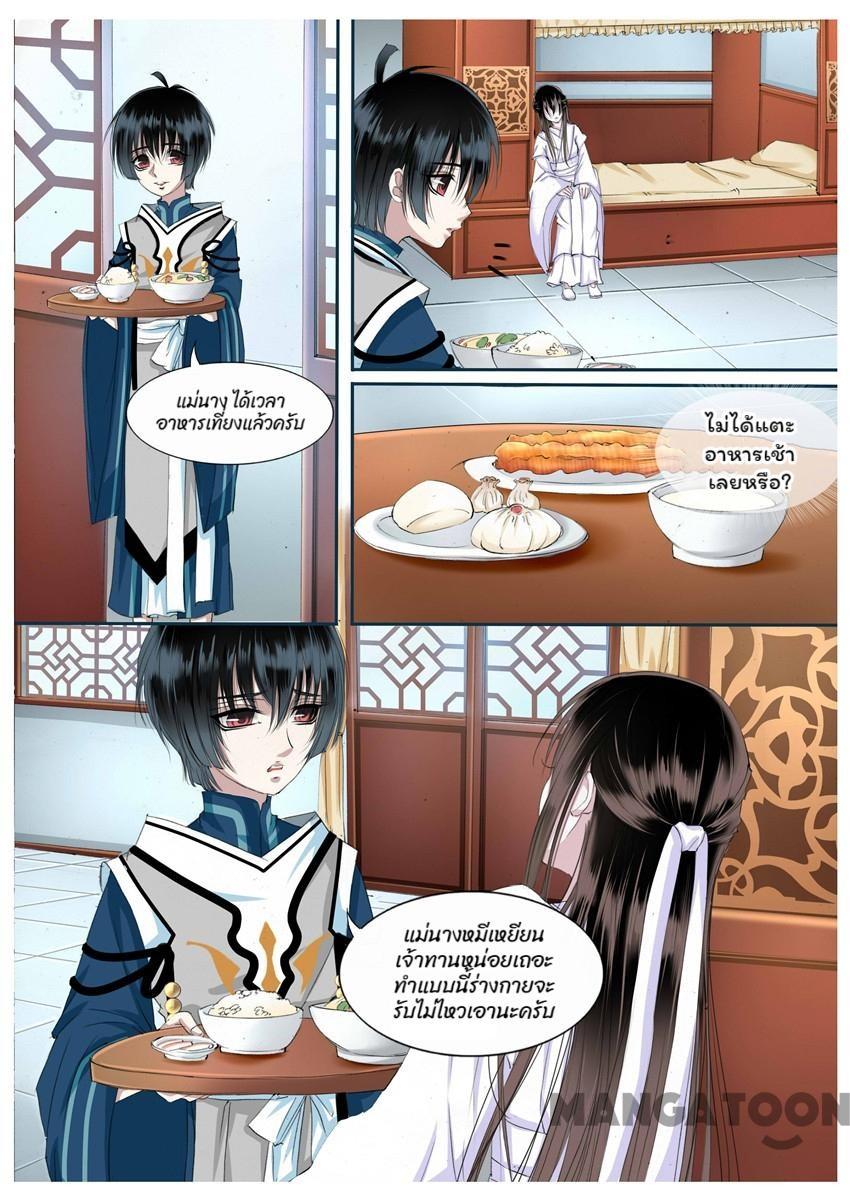 แม่นาง ได้เวลา
อาหารเที่ยงแล้วครับ
ไม่ได้แตะ
อาหารเช้า
เลยหรือ?
แม่นางหมีเหยียน
เจ้าทานหน่อยเถอะ
ทำแบบนี้ร่างกายจะ
รับไม่ไหวเอานะครับ
MANGATOON